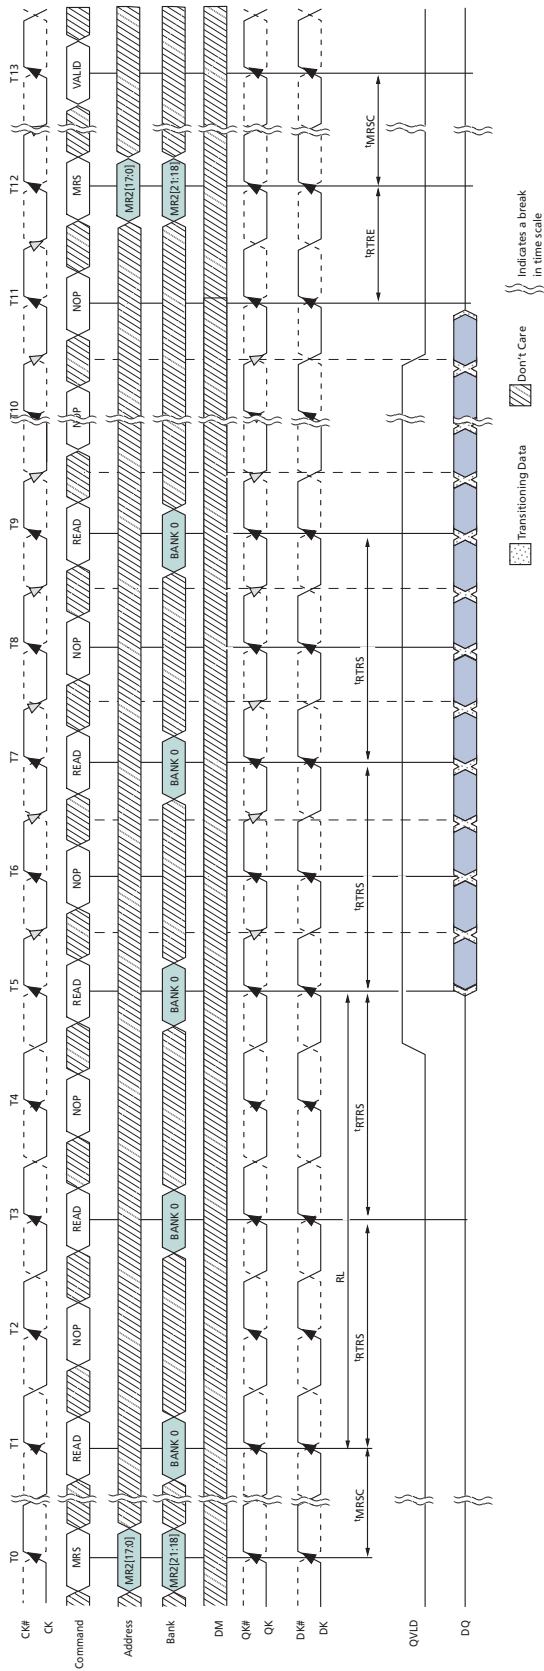 T0 T1 T2 T3 T4 T5 T6 T7 T8 T9 T10 T11 T12 T13
CK#
CK
Command MRS READ NOP READ NOP READ NOP READ NOP READ NOP NOP MRS VALID
Address MR2[17:0] MR2[17:0]
Bank MR2[21:18] BANK 0 BANK 0 BANK 0 BANK 0 BANK 0 MR2[21:18]
DM
QK#
QK
DK#
DK
RL
tMRSC tRTRS tRTRS tRTRS tRTRS tRTRE tMRSC
QVLD
DQ
Transitioning Data Don't Care Indicates a break
in time scale